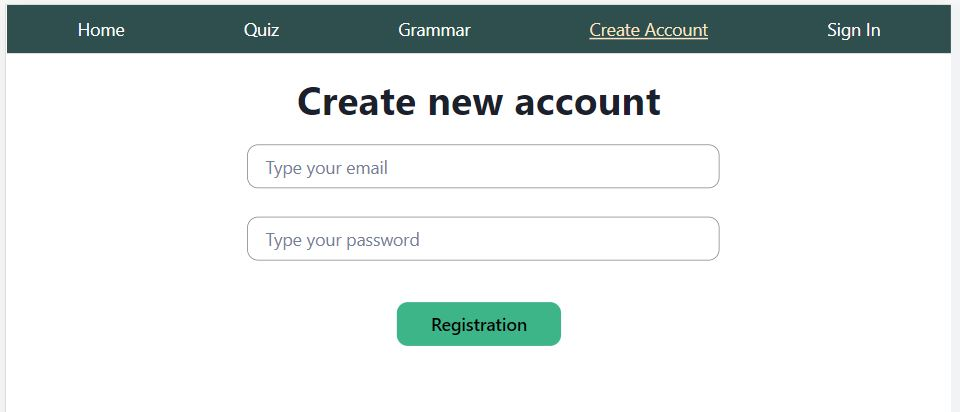 Home Quiz Grammar Create Account Sign In
Create new account
Type your email
Type your password
Registration